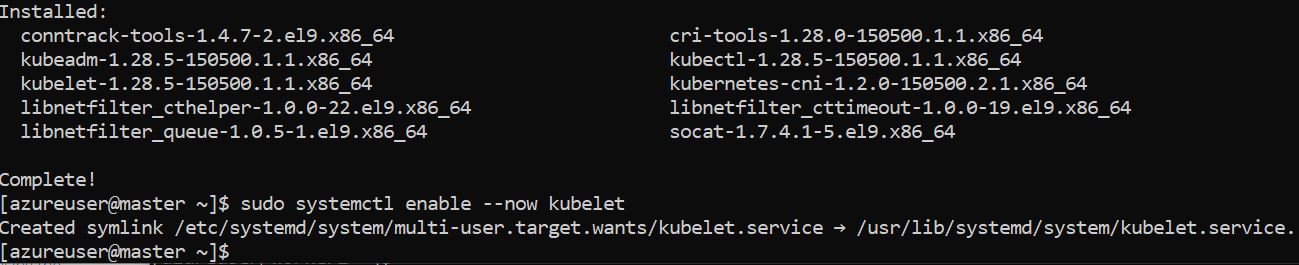 Installed:
conntrack-tools-1.4.7-2.el9.x86_64 cri-tools-1.28.0-150500.1.1.x86_64
kubeadm-1.28.5-150500.1.1.x86_64 kubectl-1.28.5-150500.1.1.x86_64
kubelet-1.28.5-150500.1.1.x86_64 kubernetes-cni-1.2.0-150500.2.1.x86_64
libnetfilter_cthelper-1.0.0-22.el9.x86_64 libnetfilter_cttimeout-1.0.0-19.el9.x86_64
libnetfilter_queue-1.0.5-1.el9.x86_64 socat-1.7.4.1-5.el9.x86_64
Complete!
[azureuser@master ~]$ sudo systemctl enable --now kubelet
Created symlink /etc/systemd/system/multi-user.target.wants/kubelet.service → /usr/lib/systemd/system/kubelet.service.
[azureuser@master ~]$